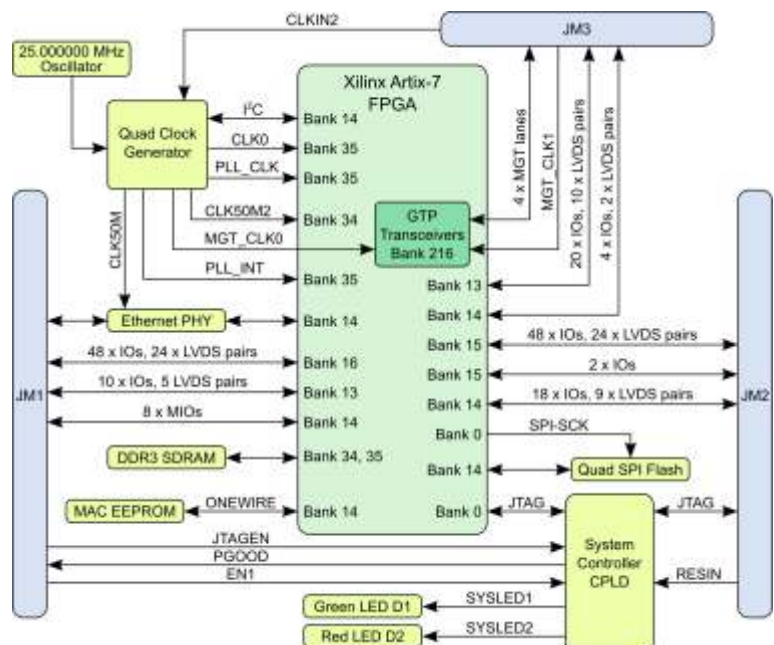 CLKIN2
JM3
25.000000 MHz
Oscillator
Xilinx Artix-7
FPGA
Quad Clock
Generator
I²C
Bank 14
CLK0
Bank 35
PLL_CLK
Bank 35
CLK50M2
Bank 34
MGT_CLK0
PLL_INT
Bank 35
CLK50M
GTP
Transceivers
Bank 216
4 x MGT lanes
MGT_CLK1
20 x IOs, 10 x LVDS pairs
4 x IOs, 2 x LVDS pairs
Bank 13
Bank 14
Ethernet PHY
Bank 14
48 x IOs, 24 x LVDS pairs
Bank 16
10 x IOs, 5 LVDS pairs
Bank 13
8 x MIOs
Bank 14
JM1
Bank 15
48 x IOs, 24 x LVDS pairs
Bank 15
2 x IOs
Bank 14
18 x IOs, 9 x LVDS pairs
JM2
Bank 0
SPI-SCK
DDR3 SDRAM
Bank 34, 35
Bank 14
Quad SPI Flash
MAC EEPROM
ONEWIRE
Bank 14
Bank 0
JTAG
JTAG
JTAGEN
PGOOD
EN1
System
Controller
CPLD
RESIN
Green LED D1
SYSLED1
Red LED D2
SYSLED2